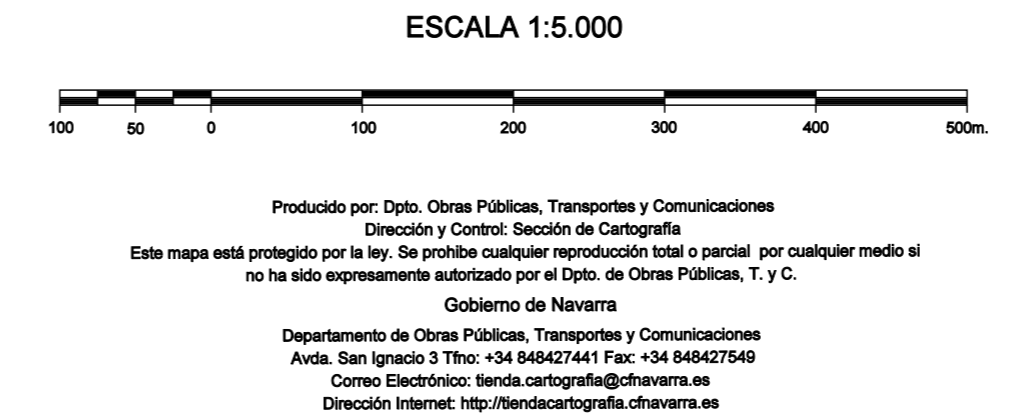 ESCALA 1:5.000
100 50 0 100 200 300 400 500m.
Producido por: Dpto. Obras Públicas, Transportes y Comunicaciones
Dirección y Control: Sección de Cartografía
Este mapa está protegido por la ley. Se prohibe cualquier reproducción total o parcial por cualquier medio si
no ha sido expresamente autorizado por el Dpto. de Obras Públicas, T. y C.
Gobierno de Navarra
Departamento de Obras Públicas, Transportes y Comunicaciones
Avda. San Ignacio 3 Tfno: +34 848427441 Fax: +34 848427549
Correo Electrónico: tienda.cartografia@cfnavarra.es
Dirección Internet: http://tiendacartografia.cfnavarra.es